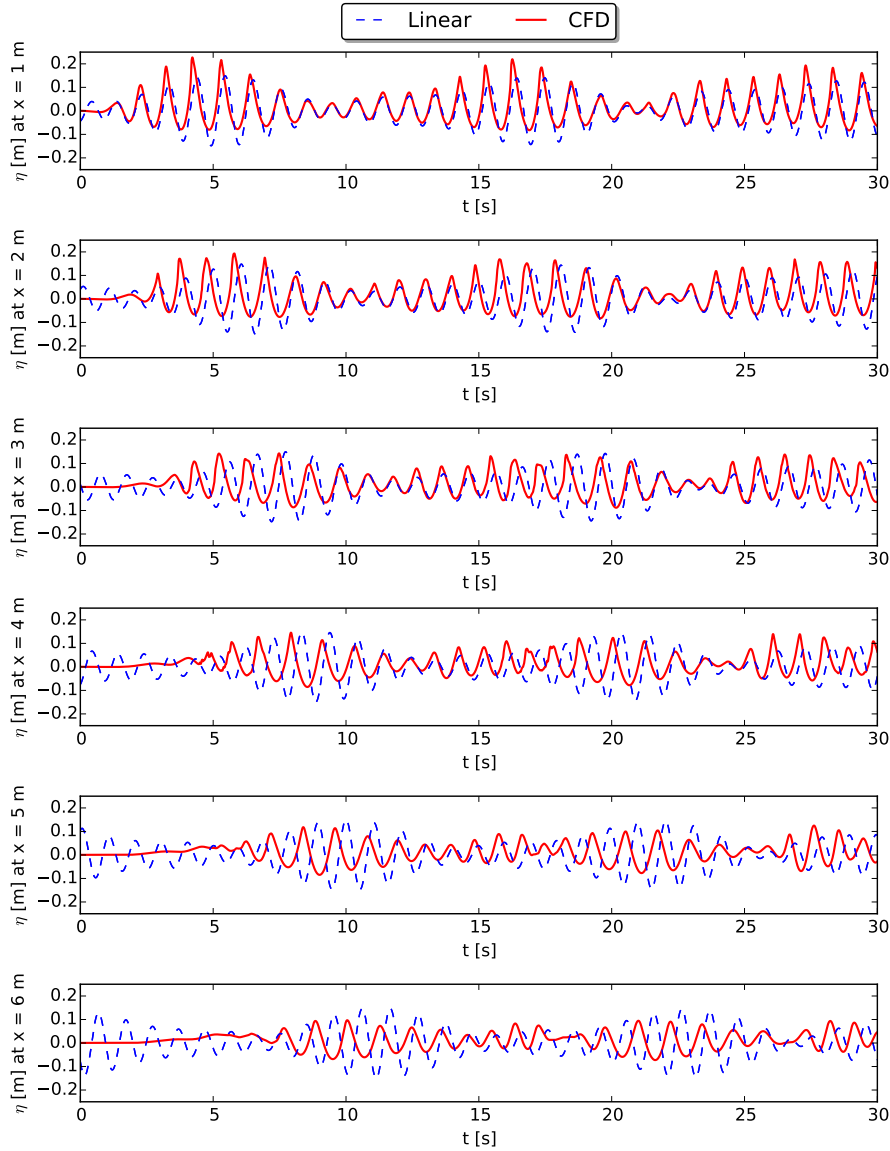 Linear CFD
η [m] at x = 1 m
0.2
0.1
0.0
−0.1
−0.2
0 5 10 15 20 25 30
t [s]
η [m] at x = 2 m
0.2
0.1
0.0
−0.1
−0.2
0 5 10 15 20 25 30
t [s]
η [m] at x = 3 m
0.2
0.1
0.0
−0.1
−0.2
0 5 10 15 20 25 30
t [s]
η [m] at x = 4 m
0.2
0.1
0.0
−0.1
−0.2
0 5 10 15 20 25 30
t [s]
η [m] at x = 5 m
0.2
0.1
0.0
−0.1
−0.2
0 5 10 15 20 25 30
t [s]
η [m] at x = 6 m
0.2
0.1
0.0
−0.1
−0.2
0 5 10 15 20 25 30
t [s]